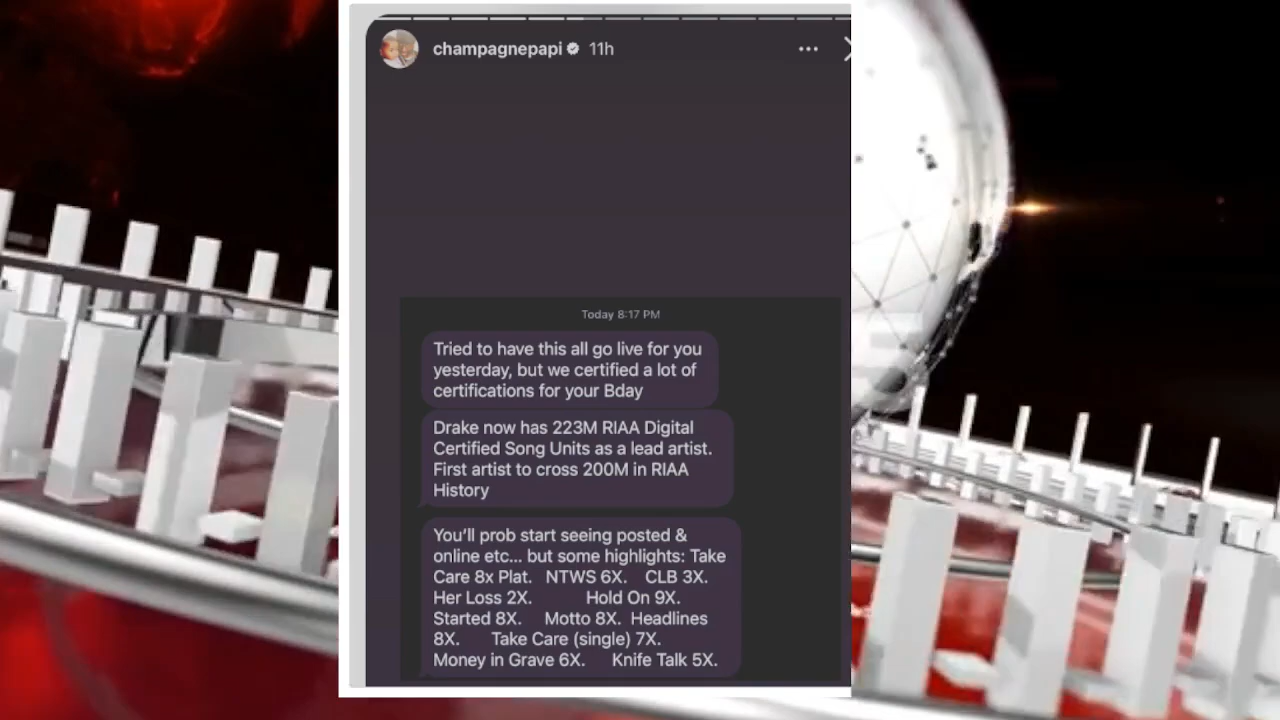 champagnepapi 11h
Today 8:17 PM
Tried to have this all go live for you
yesterday, but we certified a lot of
certifications for your Bday
Drake now has 223M RIAA Digital
Certified Song Units as a lead artist.
First artist to cross 200M in RIAA
History
You'll prob start seeing posted &
online etc... but some highlights: Take
Care 8x Plat. NTWS 6X. CLB 3X.
Her Loss 2X. Hold On 9X.
Started 8X. Motto 8X. Headlines
8X. Take Care (single) 7X.
Money in Grave 6X. Knife Talk 5X.